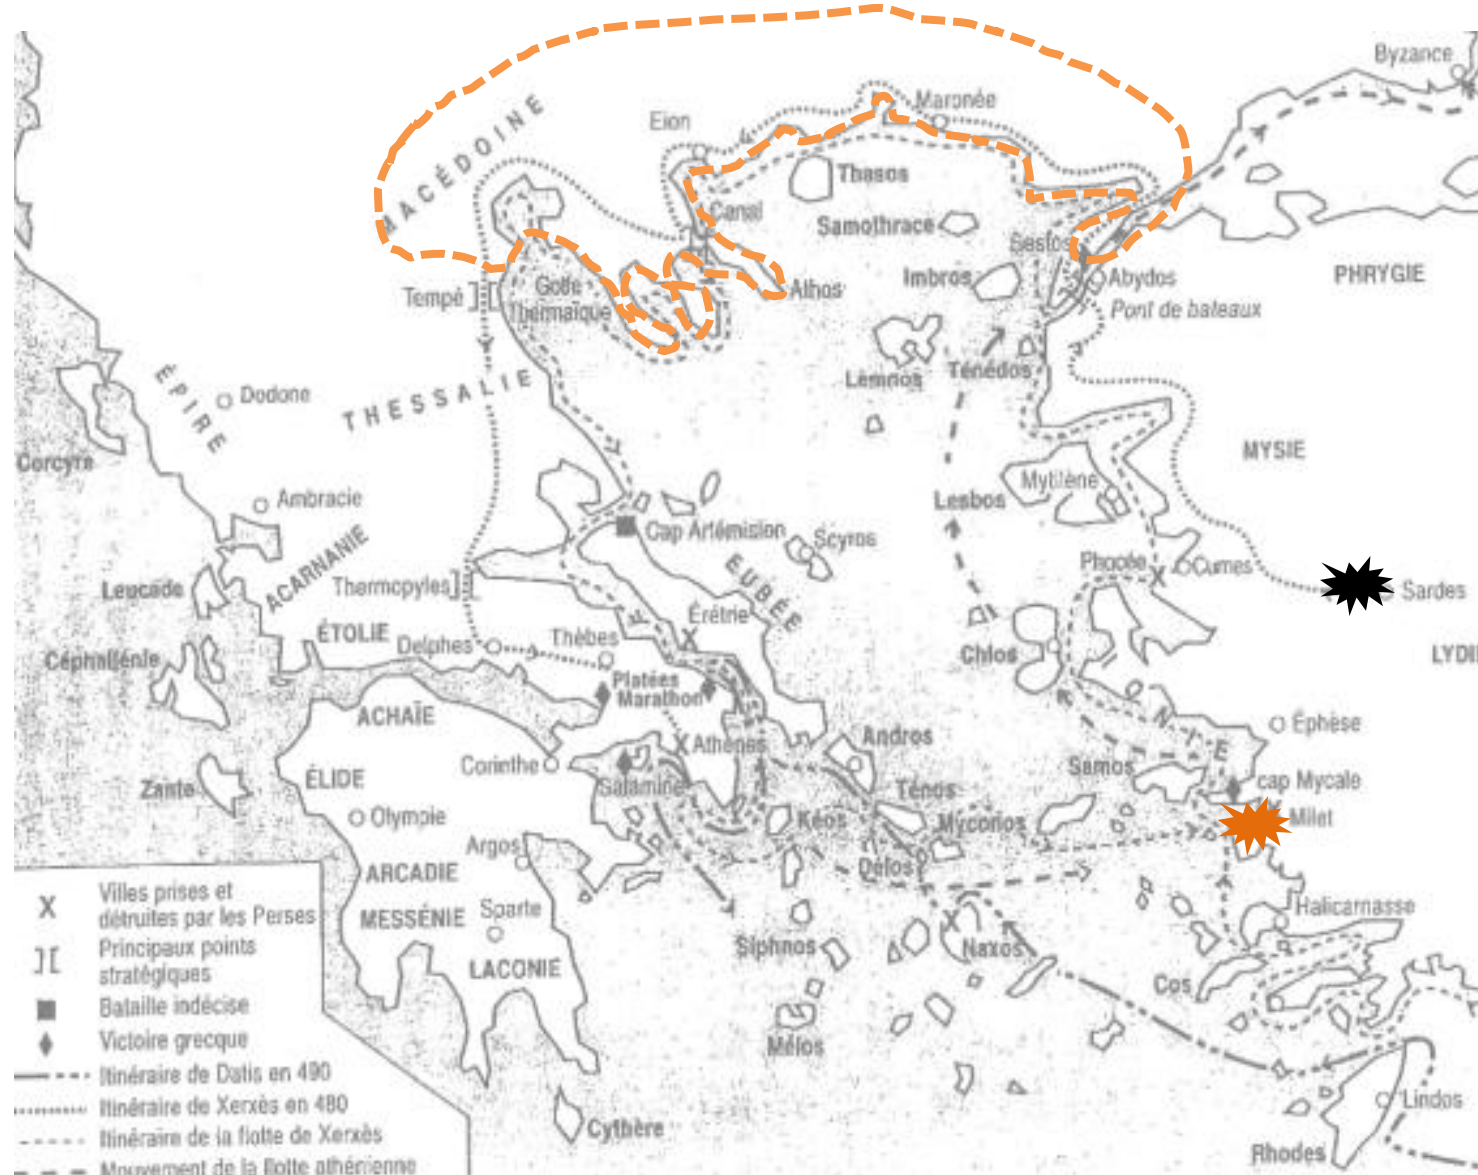 Byzance
MACÉDOINE
Eion
Maronée
Thasos
Canal
Samothrace
Sestos
Imbros
Abydos
PHRYGIE
Tempé
Golfe
Thermaïque
Athos
Pont de bateaux
Lemnos
Ténédos
ÉPIRE
Dodone
THESSALIE
Corcyre
MYSIE
Mytilène
Lesbos
Ambracie
Cap Artémision
Scyros
ACARNANIE
EUBÉE
Phocée
Cumes
Leucade
Thermopyles
Sardes
Érétrie
ÉTOLIE
Delphes
Thèbes
Chios
LYDI
Céphallénie
Platées
Marathon
ACHAÏE
IONIE
Éphèse
Athènes
Andros
Corinthe
Samos
cap Mycale
Zante
ÉLIDE
Salamine
Ténos
Olympie
Kéos
Myconos
Milet
Argos
Délos
ARCADIE
Villes prises et
détruites par les Perses
MESSÉNIE
Sparte
Halicarnasse
Siphnos
Naxos
Principaux points
stratégiques
LACONIE
Cos
Bataille indécise
Victoire grecque
Mélos
Itinéraire de Datis en 490
Itinéraire de Xerxès en 480
Lindos
Cythère
Itinéraire de la flotte de Xerxès
Rhodes
Mouvement de la flotte athénienne